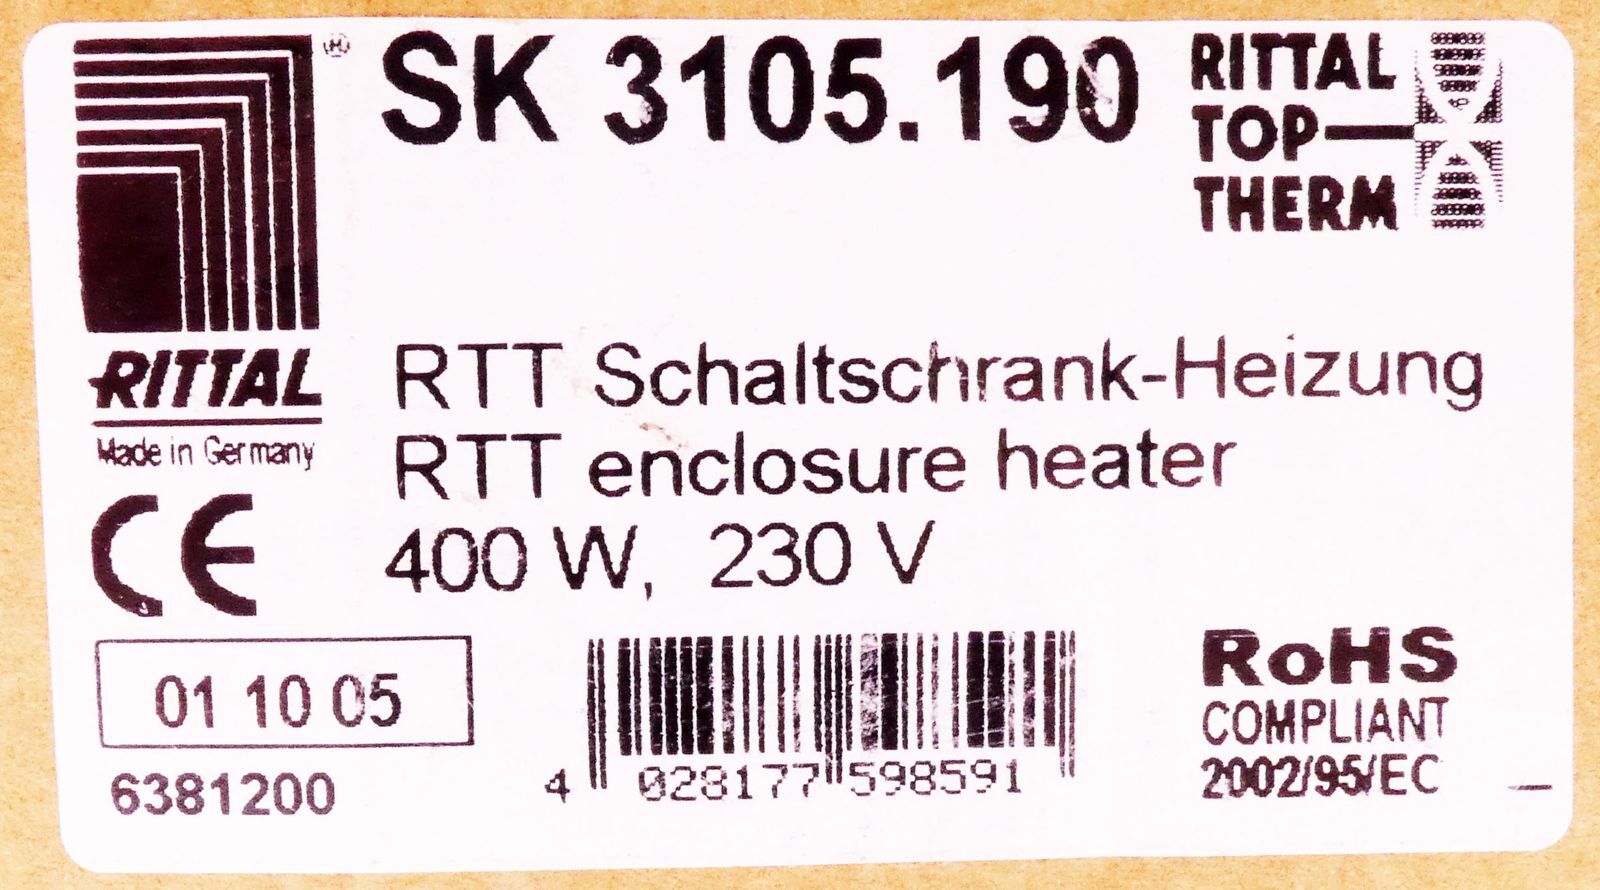 SK 3105.190
RITTAL
TOP
THERM
RITTAL
Made in Germany
CE
RTT Schaltschrank-Heizung
RTT enclosure heater
400 W, 230 V
01 10 05
6381200
4 028177 598591
RoHS
COMPLIANT
2002/95/EC